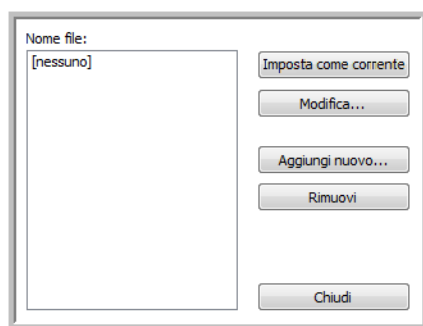 Nome file:
[nessuno]
Imposta come corrente
Modifica...
Aggiungi nuovo...
Rimuovi
Chiudi